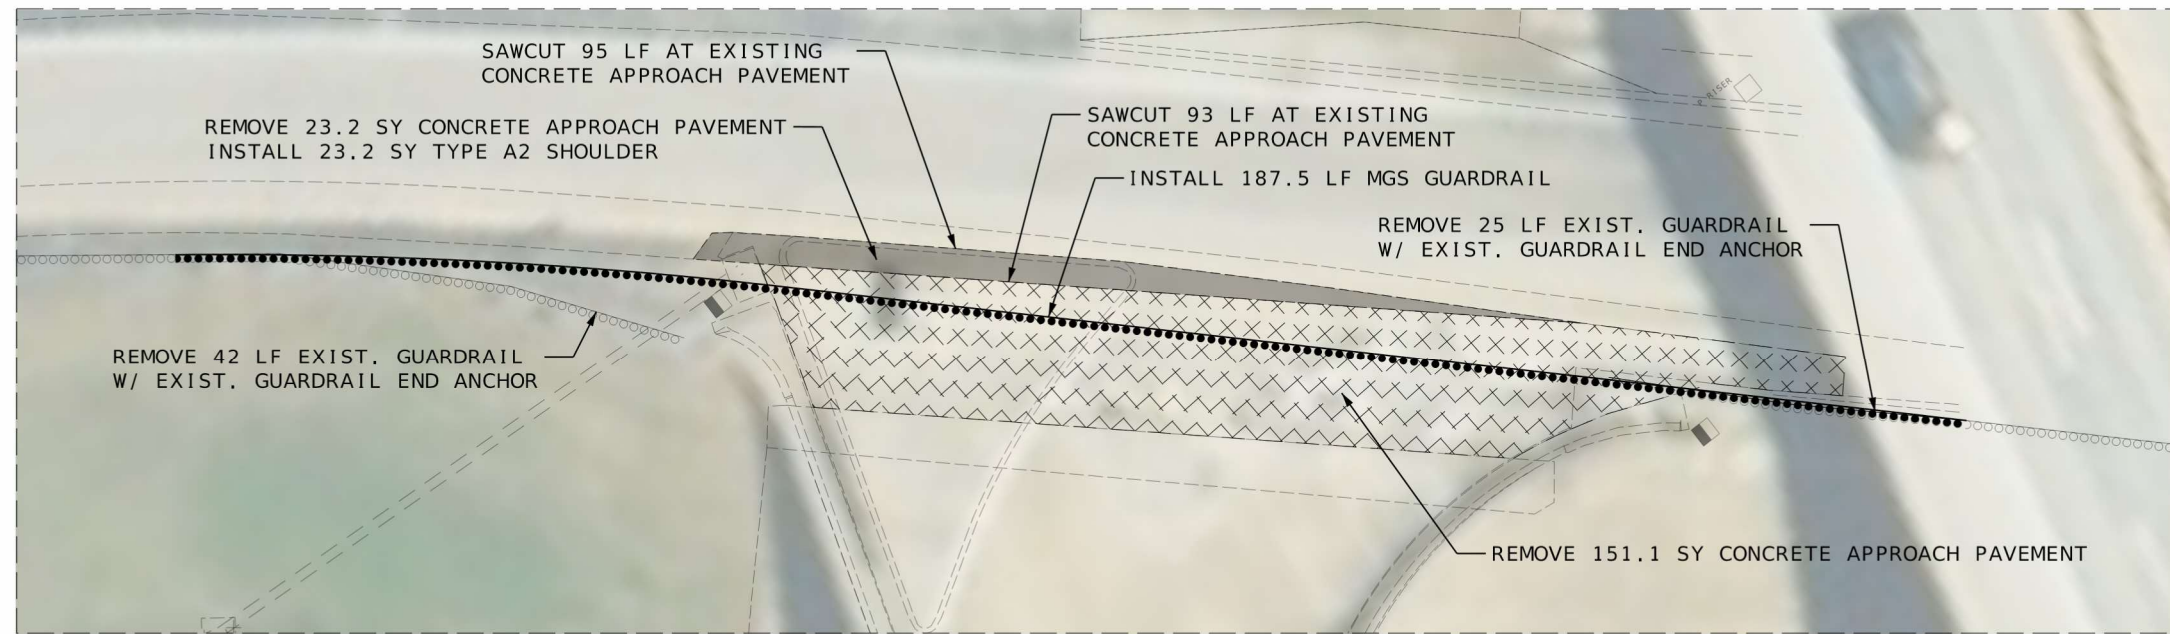 SAWCUT 95 LF AT EXISTING
CONCRETE APPROACH PAVEMENT
REMOVE 23.2 SY CONCRETE APPROACH PAVEMENT
INSTALL 23.2 SY TYPE A2 SHOULDER
SAWCUT 93 LF AT EXISTING
CONCRETE APPROACH PAVEMENT
INSTALL 187.5 LF MGS GUARDRAIL
P-RISER
REMOVE 25 LF EXIST. GUARDRAIL
W/ EXIST. GUARDRAIL END ANCHOR
REMOVE 42 LF EXIST. GUARDRAIL
W/ EXIST. GUARDRAIL END ANCHOR
REMOVE 151.1 SY CONCRETE APPROACH PAVEMENT